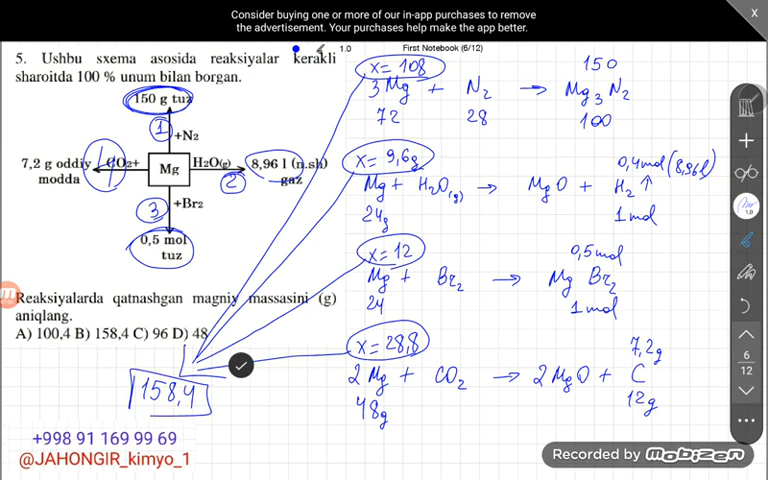 Consider buying one or more of our in-app purchases to remove
the advertisement. Your purchases help make the app better.
X
1.0
First Notebook (6/12)
5. Ushbu sxema asosida reaksiyalar kerakli
sharoitda 100 % unum bilan borgan.
150 g tuz
1
+N2
7,2 g oddiy
modda
4
CO2+
Mg
H2O(g)
2
8,96 l (n.sh)
gaz
3
+Br2
0,5 mol
tuz
Reaksiyalarda qatnashgan magniy massasini (g)
aniqlang.
A) 100,4 B) 158,4 C) 96 D) 48
158,4
+998 91 169 99 69
@JAHONGIR_kimyo_1
x = 108
150
3Mg + N2 → Mg3N2
72 28 100
x = 9,6g
0,4mol (8,96l)
Mg + H2O(g) → MgO + H2↑
24g 1mol
x = 12
0,5mol
Mg + Br2 → MgBr2
24 1mol
x = 28,8
7,2g
2Mg + CO2 → 2MgO + C
48g 12g
1.0
6
12
Recorded by Mobizen